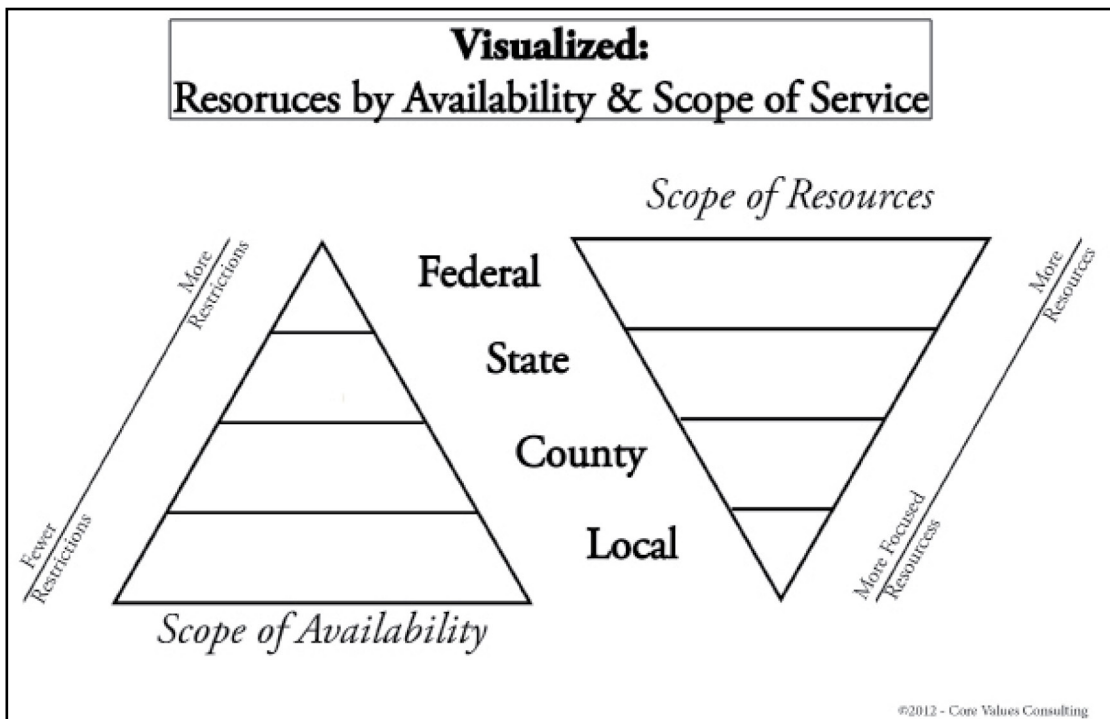 Visualized:
Resoruces by Availability & Scope of Service
Scope of Resources
More
Restrictions
Fewer
Restrictions
Federal
State
County
Local
More
Resources
More Focused
Resourcess
Scope of Availability
©2012 - Core Values Consulting